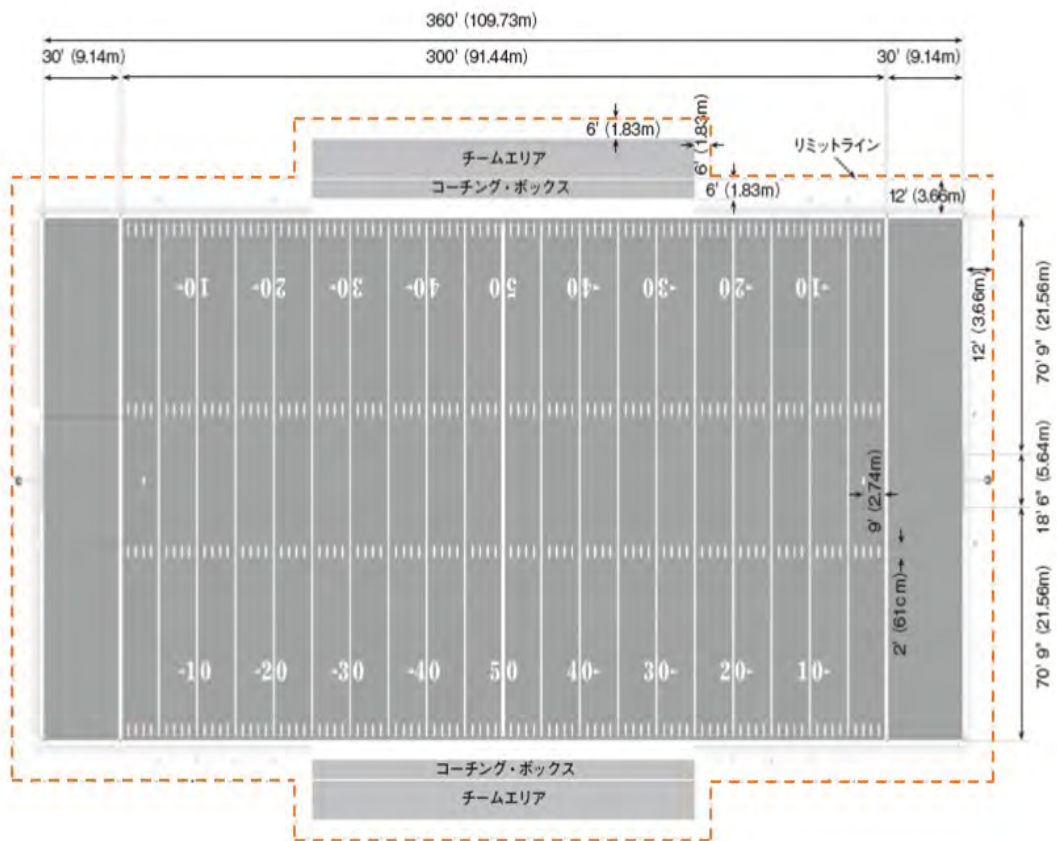 360' (109.73m)
30' (9.14m)
300' (91.44m)
30' (9.14m)
6' (1.83m)
6' (1.83m)
リミットライン
チームエリア
コーチング・ボックス
6' (1.83m)
12' (3.66m)
-10 20- -30 40- 50 -40 30- -20 10-
12' (3.66m)
70' 9" (21.56m)
18' 6" (5.64m)
9' (2.74m)
2' (61cm)
70' 9" (21.56m)
-10 -20 -30 -40 50 40- 30- 20- 10-
コーチング・ボックス
チームエリア